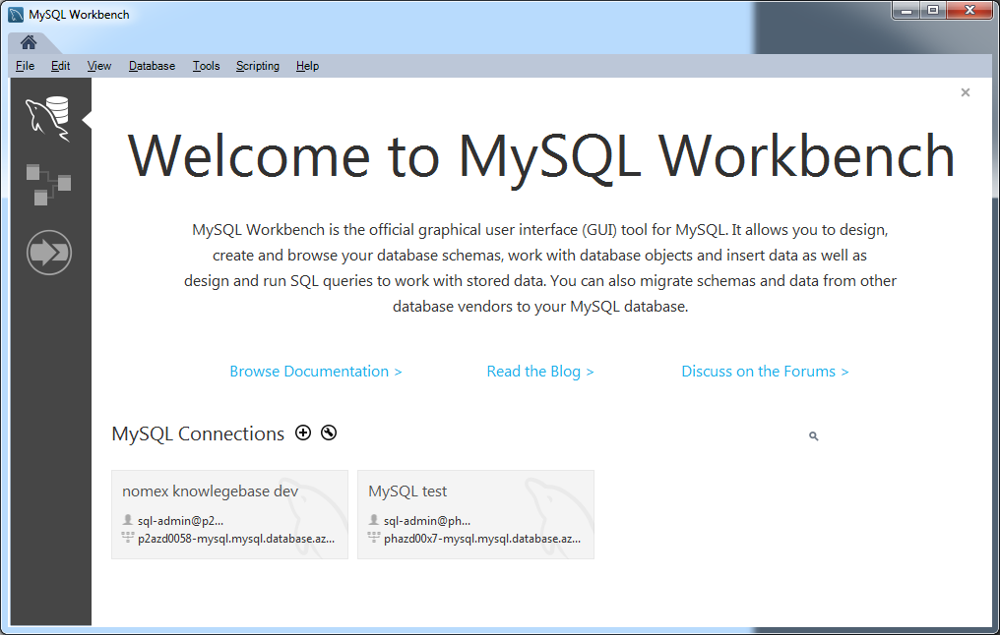 MySQL Workbench
File Edit View Database Tools Scripting Help
Welcome to MySQL Workbench
MySQL Workbench is the official graphical user interface (GUI) tool for MySQL. It allows you to design,
create and browse your database schemas, work with database objects and insert data as well as
design and run SQL queries to work with stored data. You can also migrate schemas and data from other
database vendors to your MySQL database.
Browse Documentation > Read the Blog > Discuss on the Forums >
MySQL Connections
nomex knowlegebase dev
sql-admin@p2...
p2azd0058-mysql.mysql.database.az...
MySQL test
sql-admin@ph...
phazd00x7-mysql.mysql.database.az...